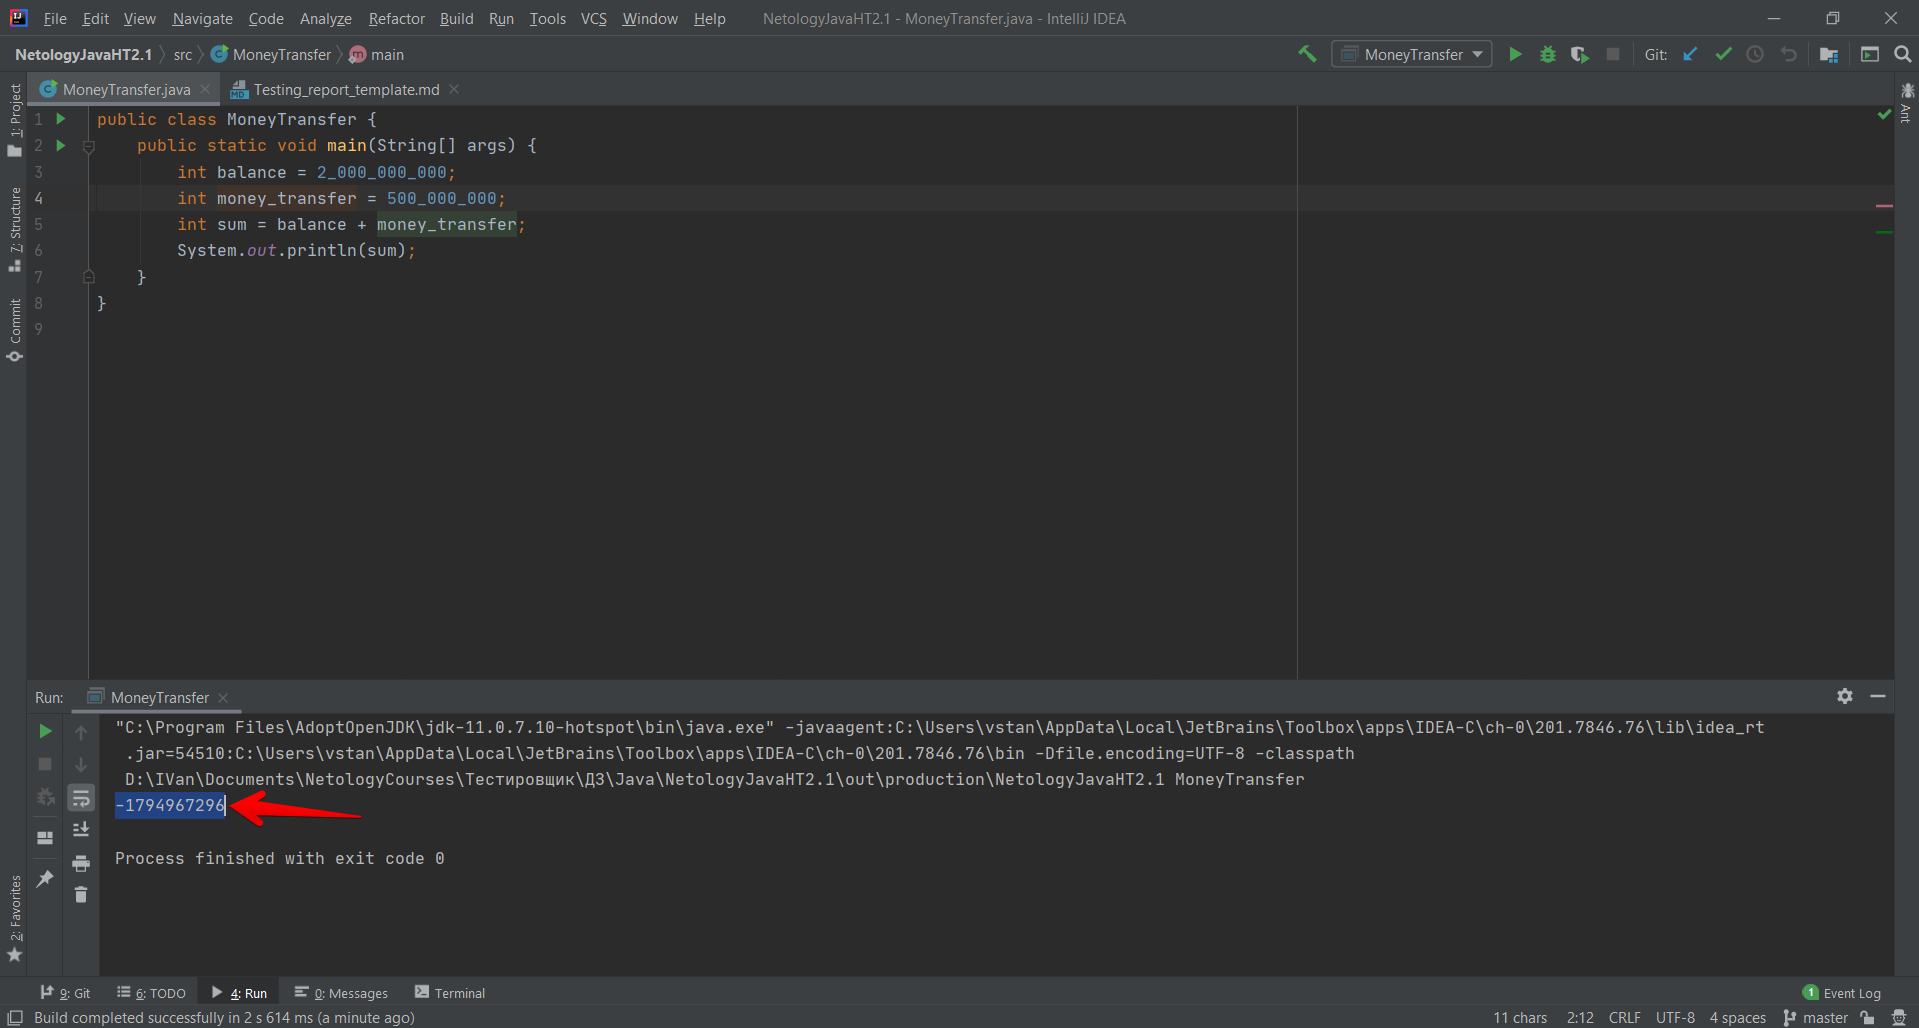 File Edit View Navigate Code Analyze Refactor Build Run Tools VCS Window Help NetologyJavaHT2.1 - MoneyTransfer.java - IntelliJ IDEA
NetologyJavaHT2.1 src MoneyTransfer main MoneyTransfer Git:
MoneyTransfer.java Testing_report_template.md
1: Project
7: Structure
Commit
2: Favorites
Ant
1 public class MoneyTransfer {
2 public static void main(String[] args) {
3 int balance = 2_000_000_000;
4 int money_transfer = 500_000_000;
5 int sum = balance + money_transfer;
6 System.out.println(sum);
7 }
8 }
9
Run: MoneyTransfer
"C:\Program Files\AdoptOpenJDK\jdk-11.0.7.10-hotspot\bin\java.exe" -javaagent:C:\Users\vstan\AppData\Local\JetBrains\Toolbox\apps\IDEA-C\ch-0\201.7846.76\lib\idea_rt
.jar=54510:C:\Users\vstan\AppData\Local\JetBrains\Toolbox\apps\IDEA-C\ch-0\201.7846.76\bin -Dfile.encoding=UTF-8 -classpath
D:\IVan\Documents\NetologyCourses\Тестировщик\ДЗ\Java\NetologyJavaHT2.1\out\production\NetologyJavaHT2.1 MoneyTransfer
-1794967296
Process finished with exit code 0
9: Git 6: TODO 4: Run 0: Messages Terminal 1 Event Log
Build completed successfully in 2 s 614 ms (a minute ago) 11 chars 2:12 CRLF UTF-8 4 spaces master